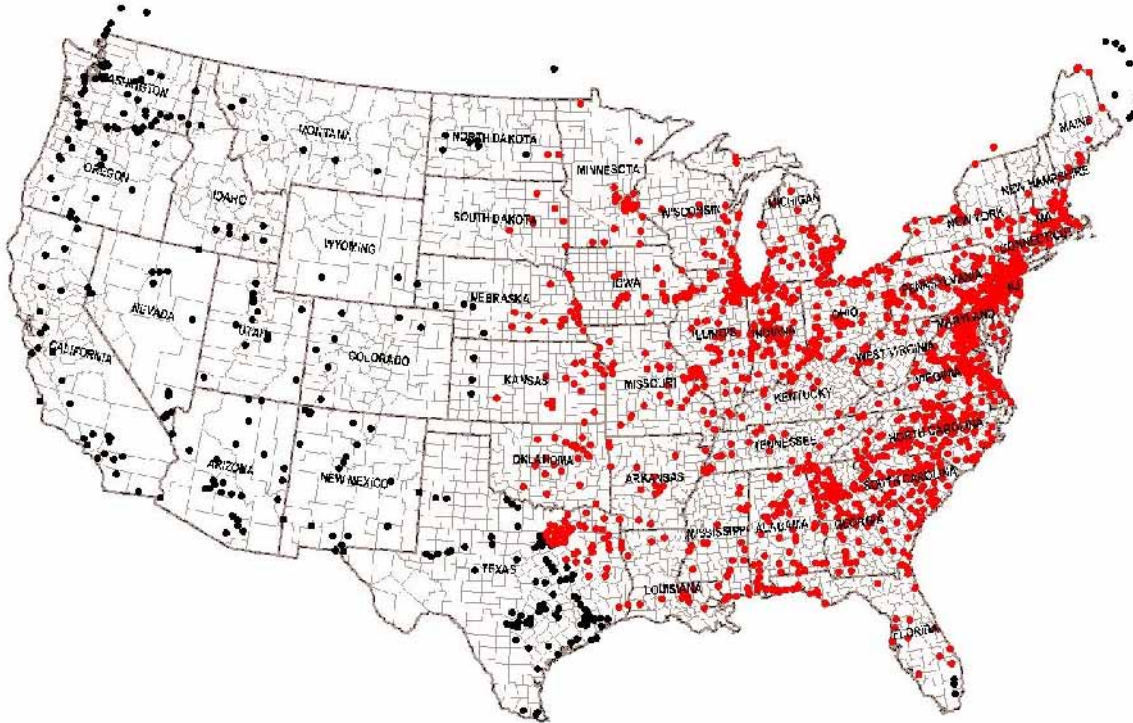 WASHINGTON
MONTANA
NORTH DAKOTA
MINNESOTA
MAINE
OREGON
IDAHO
SOUTH DAKOTA
WISCONSIN
MICHIGAN
NEW HAMPSHIRE
NEW YORK
MA
CONNECTICUT
WYOMING
IOWA
NEBRASKA
PENNSYLVANIA
NJ
NEVADA
UTAH
ILLINOIS
INDIANA
OHIO
MARYLAND
CALIFORNIA
COLORADO
KANSAS
MISSOURI
WEST VIRGINIA
VIRGINIA
KENTUCKY
ARIZONA
NEW MEXICO
OKLAHOMA
ARKANSAS
TENNESSEE
NORTH CAROLINA
SOUTH CAROLINA
TEXAS
MISSISSIPPI
ALABAMA
GEORGIA
LOUISIANA
FLORIDA